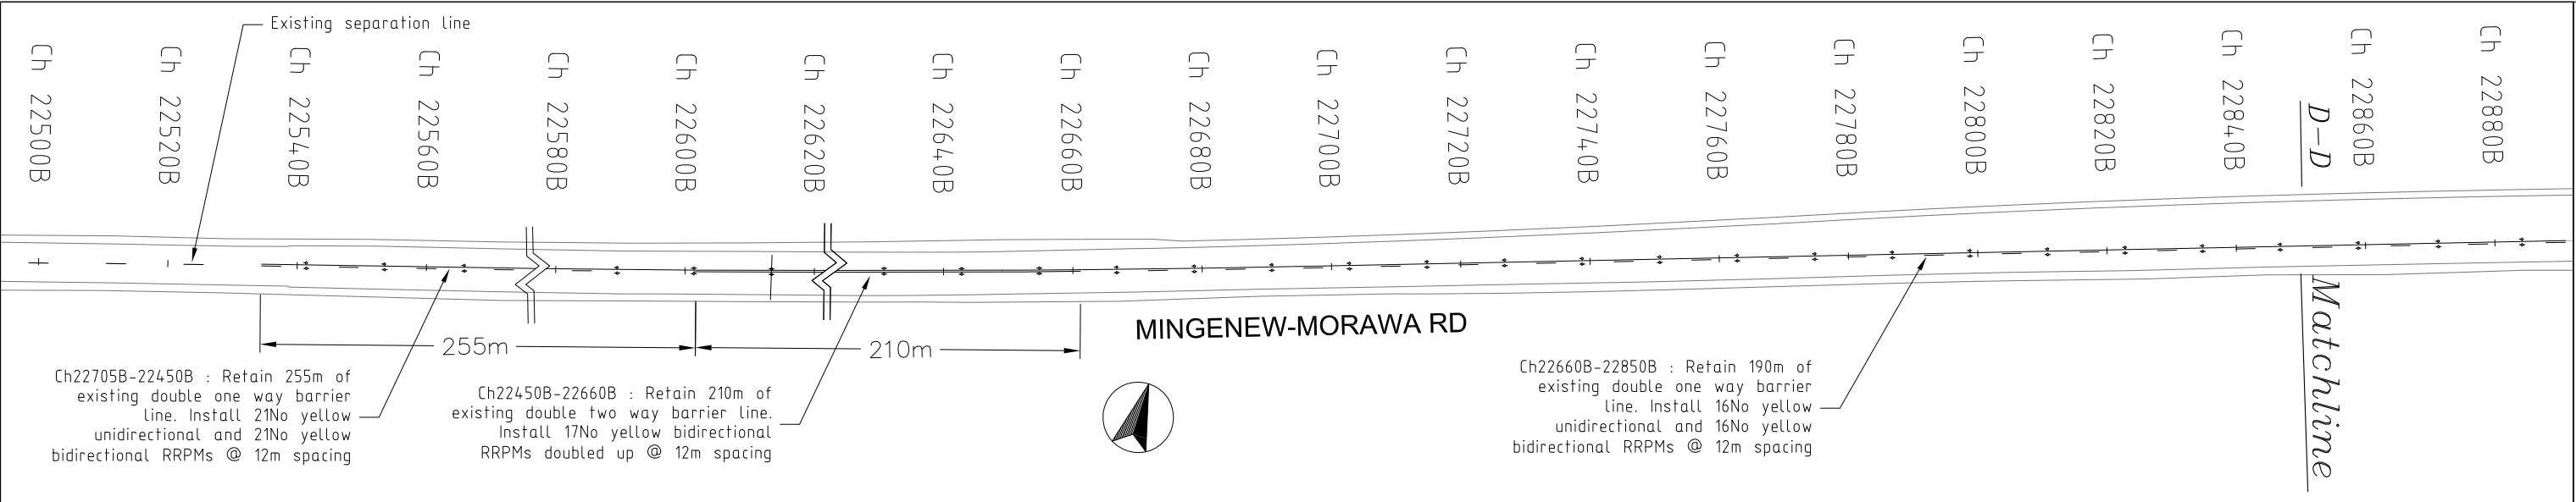 Existing separation line
Ch 22500B
Ch 22520B
Ch 22540B
Ch 22560B
Ch 22580B
Ch 22600B
Ch 22620B
Ch 22640B
Ch 22660B
Ch 22680B
Ch 22700B
Ch 22720B
Ch 22740B
Ch 22760B
Ch 22780B
Ch 22800B
Ch 22820B
Ch 22840B
D-D
Ch 22860B
Ch 22880B
255m
210m
MINGENEW-MORAWA RD
Matchline
Ch22705B-22450B : Retain 255m of
existing double one way barrier
line. Install 21No yellow
unidirectional and 21No yellow
bidirectional RRPMs @ 12m spacing
Ch22450B-22660B : Retain 210m of
existing double two way barrier line.
Install 17No yellow bidirectional
RRPMs doubled up @ 12m spacing
Ch22660B-22850B : Retain 190m of
existing double one way barrier
line. Install 16No yellow
unidirectional and 16No yellow
bidirectional RRPMs @ 12m spacing